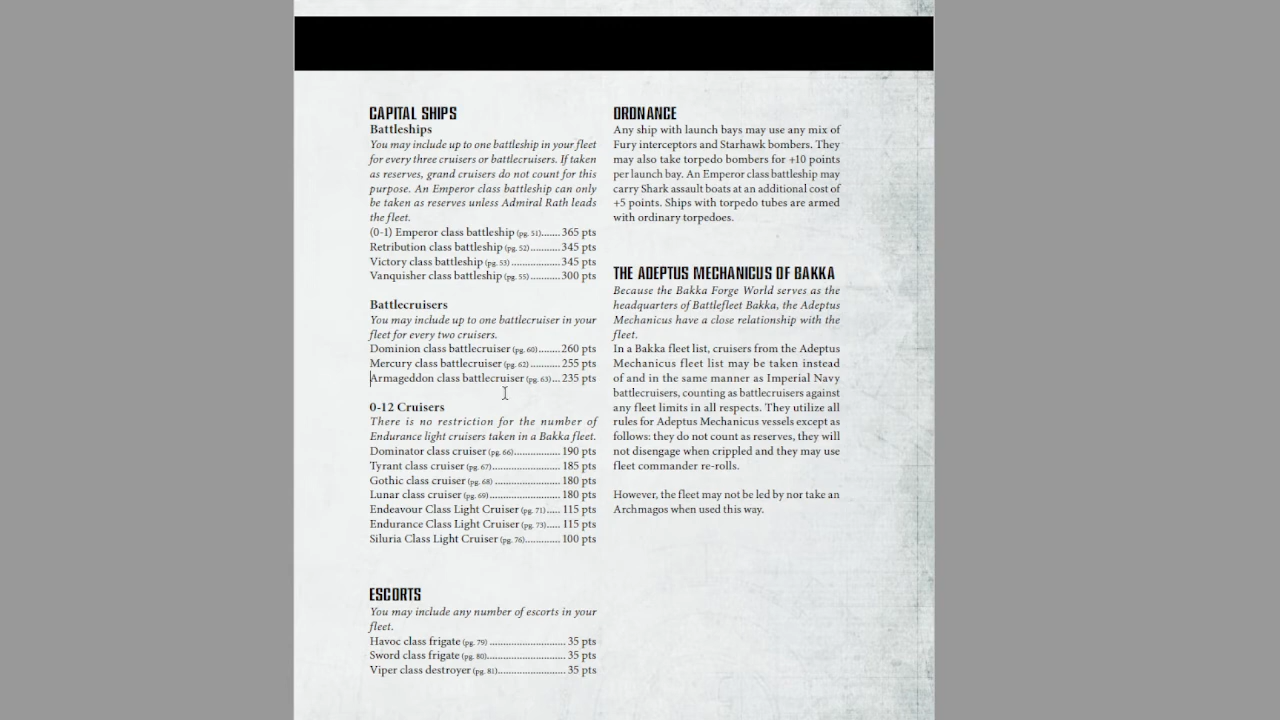 CAPITAL SHIPS
Battleships
You may include up to one battleship in your fleet
for every three cruisers or battlecruisers. If taken
as reserves, grand cruisers do not count for this
purpose. An Emperor class battleship can only
be taken as reserves unless Admiral Rath leads
the fleet.
(0-1) Emperor class battleship (pg. 51)....... 365 pts
Retribution class battleship (pg. 52)........... 345 pts
Victory class battleship (pg. 53).................. 345 pts
Vanquisher class battleship (pg. 55)........... 300 pts
Battlecruisers
You may include up to one battlecruiser in your
fleet for every two cruisers.
Dominion class battlecruiser (pg. 60)........ 260 pts
Mercury class battlecruiser (pg. 62)........... 255 pts
Armageddon class battlecruiser (pg. 63)... 235 pts
0-12 Cruisers
There is no restriction for the number of
Endurance light cruisers taken in a Bakka fleet.
Dominator class cruiser (pg. 66)................ 190 pts
Tyrant class cruiser (pg. 67)....................... 185 pts
Gothic class cruiser (pg. 68) ...................... 180 pts
Lunar class cruiser (pg. 69)........................ 180 pts
Endeavour Class Light Cruiser (pg. 71)..... 115 pts
Endurance Class Light Cruiser (pg. 73)..... 115 pts
Siluria Class Light Cruiser (pg. 76)............ 100 pts
ESCORTS
You may include any number of escorts in your
fleet.
Havoc class frigate (pg. 79) .......................... 35 pts
Sword class frigate (pg. 80)........................... 35 pts
Viper class destroyer (pg. 81)....................... 35 pts
ORDNANCE
Any ship with launch bays may use any mix of
Fury interceptors and Starhawk bombers. They
may also take torpedo bombers for +10 points
per launch bay. An Emperor class battleship may
carry Shark assault boats at an additional cost of
+5 points. Ships with torpedo tubes are armed
with ordinary torpedoes.
THE ADEPTUS MECHANICUS OF BAKKA
Because the Bakka Forge World serves as the
headquarters of Battlefleet Bakka, the Adeptus
Mechanicus have a close relationship with the
fleet.
In a Bakka fleet list, cruisers from the Adeptus
Mechanicus fleet list may be taken instead
of and in the same manner as Imperial Navy
battlecruisers, counting as battlecruisers against
any fleet limits in all respects. They utilize all
rules for Adeptus Mechanicus vessels except as
follows: they do not count as reserves, they will
not disengage when crippled and they may use
fleet commander re-rolls.
However, the fleet may not be led by nor take an
Archmagos when used this way.